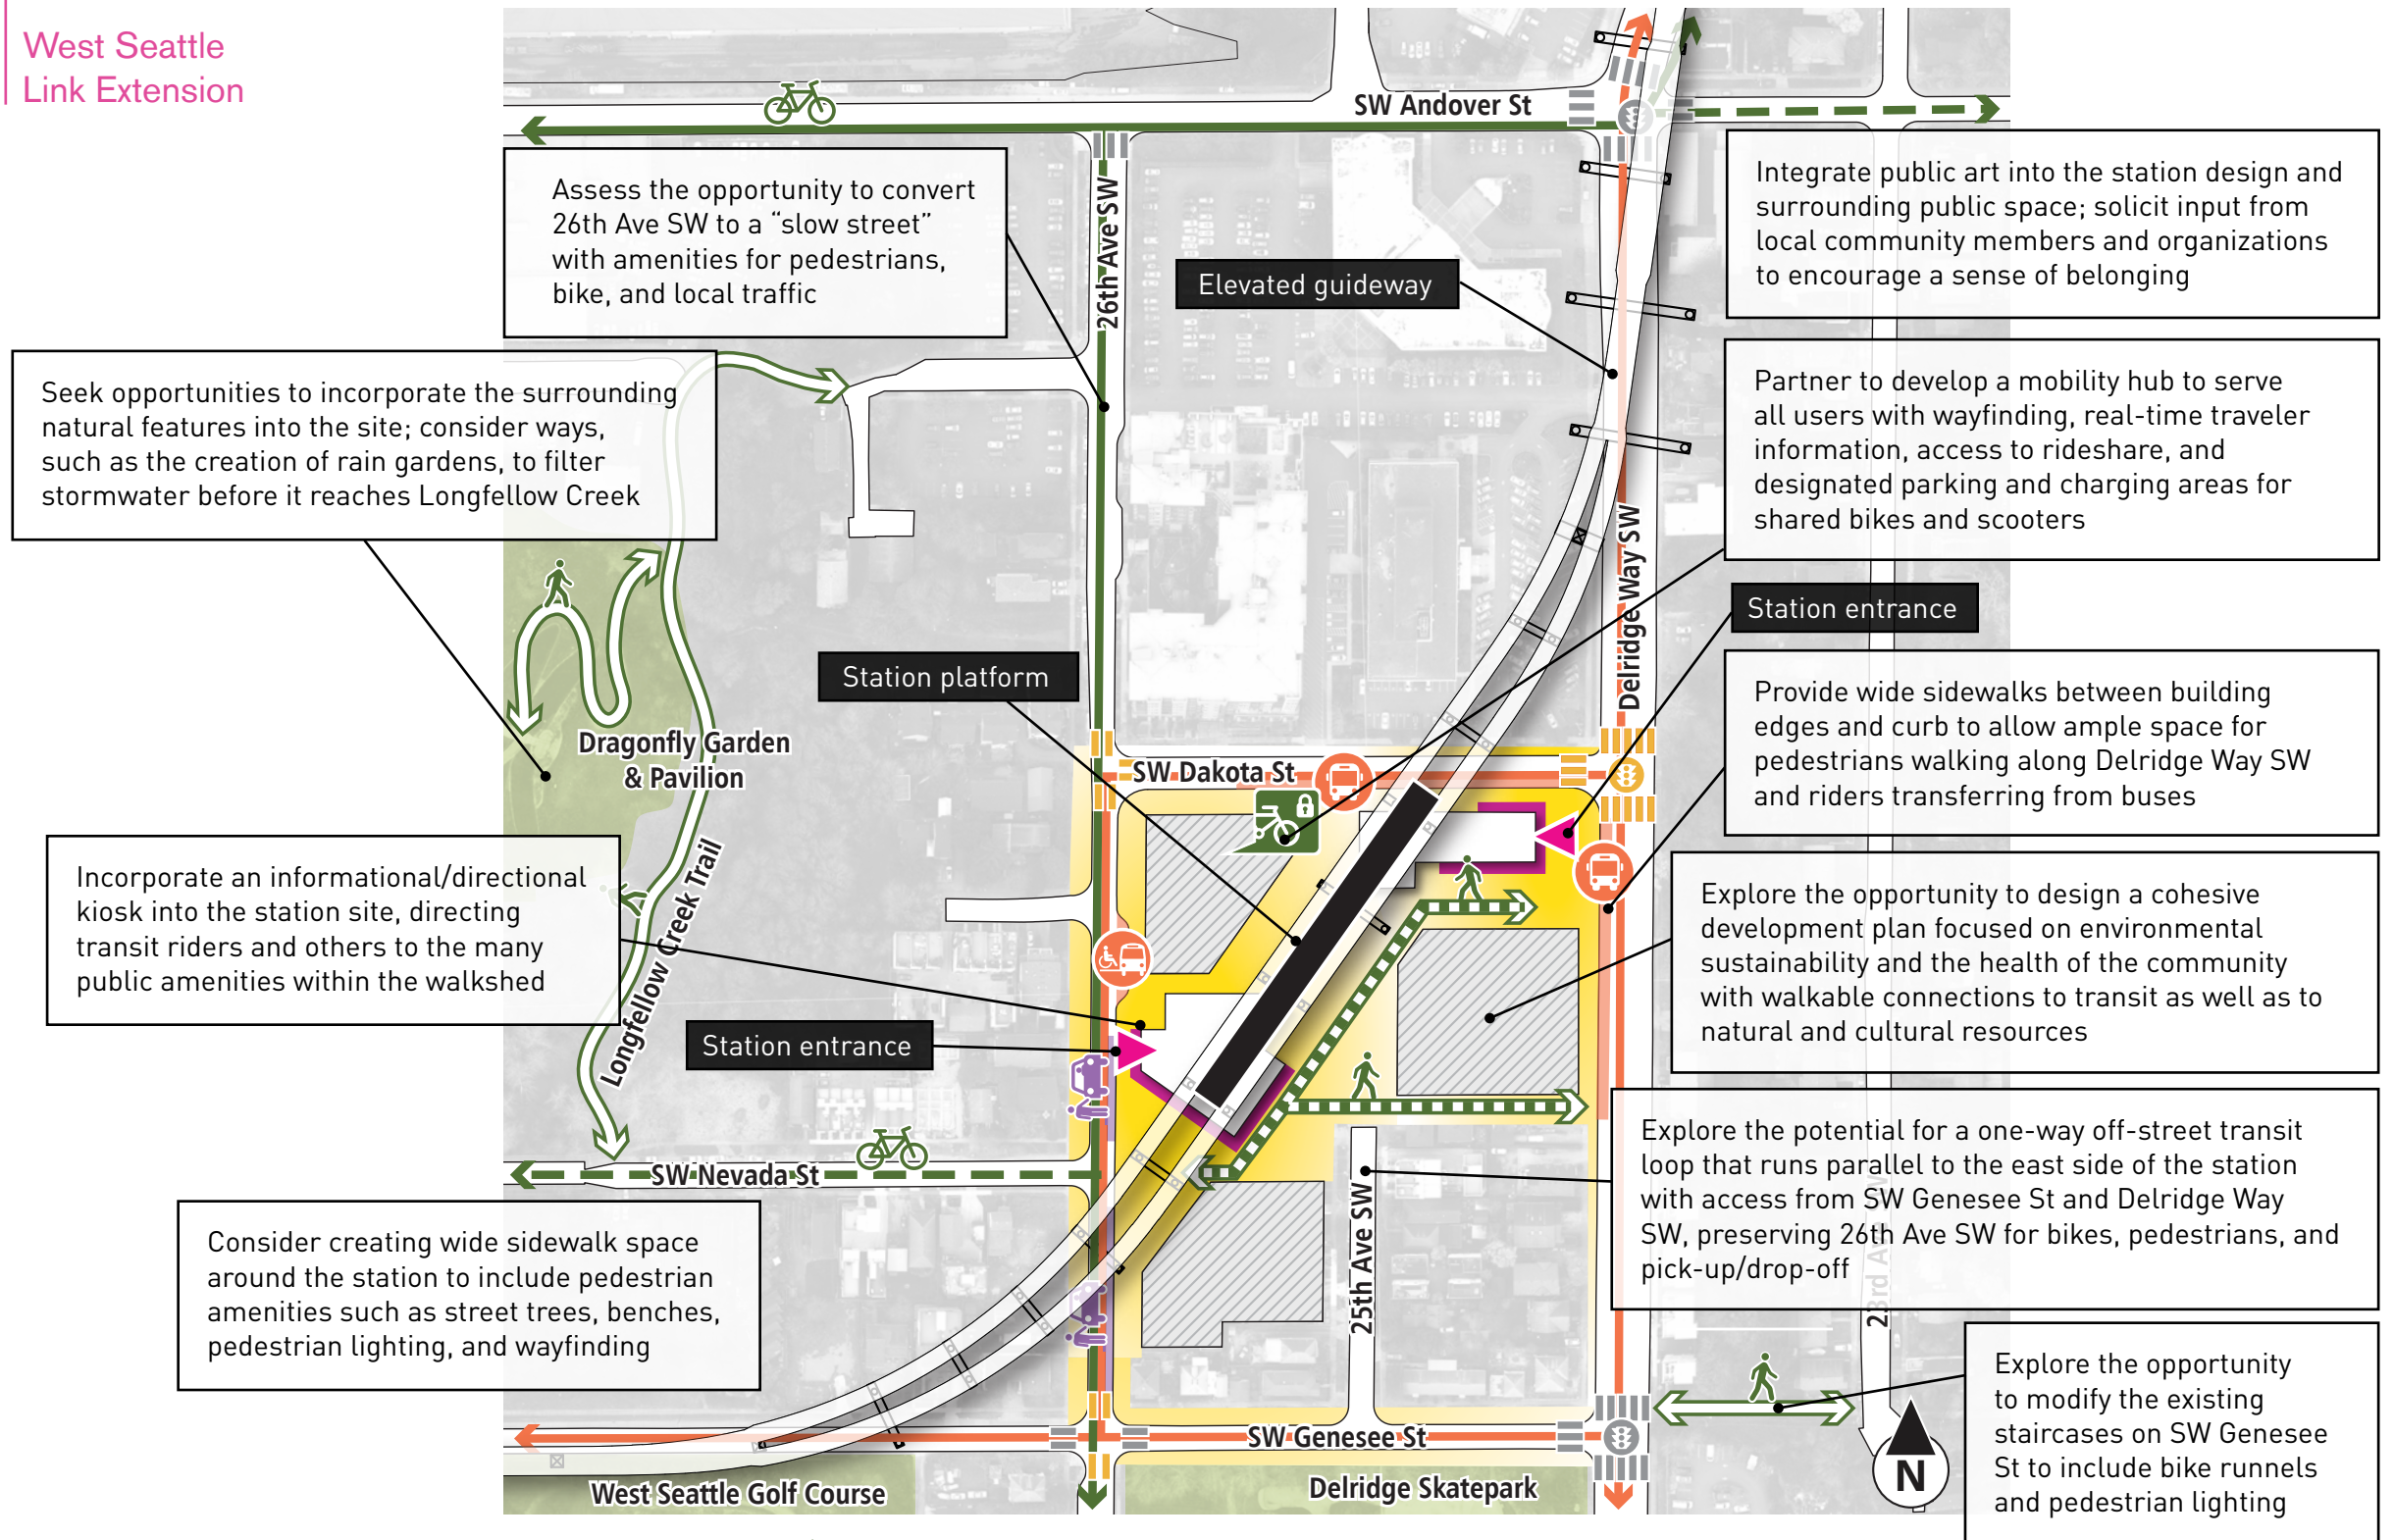 West Seattle
Link Extension
SW Andover St
Assess the opportunity to convert
26th Ave SW to a “slow street”
with amenities for pedestrians,
bike, and local traffic
26th Ave SW
Elevated guideway
Integrate public art into the station design and
surrounding public space; solicit input from
local community members and organizations
to encourage a sense of belonging
Seek opportunities to incorporate the surrounding
natural features into the site; consider ways,
such as the creation of rain gardens, to filter
stormwater before it reaches Longfellow Creek
Partner to develop a mobility hub to serve
all users with wayfinding, real-time traveler
information, access to rideshare, and
designated parking and charging areas for
shared bikes and scooters
Delridge Way SW
Station entrance
Station platform
Provide wide sidewalks between building
edges and curb to allow ample space for
pedestrians walking along Delridge Way SW
and riders transferring from buses
Dragonfly Garden
& Pavilion
SW Dakota St
Incorporate an informational/directional
kiosk into the station site, directing
transit riders and others to the many
public amenities within the walkshed
Longfellow Creek Trail
Explore the opportunity to design a cohesive
development plan focused on environmental
sustainability and the health of the community
with walkable connections to transit as well as to
natural and cultural resources
Station entrance
Explore the potential for a one-way off-street transit
loop that runs parallel to the east side of the station
with access from SW Genesee St and Delridge Way
SW, preserving 26th Ave SW for bikes, pedestrians, and
pick-up/drop-off
SW Nevada St
25th Ave SW
23rd Ave SW
Consider creating wide sidewalk space
around the station to include pedestrian
amenities such as street trees, benches,
pedestrian lighting, and wayfinding
Explore the opportunity
to modify the existing
staircases on SW Genesee
St to include bike runnels
and pedestrian lighting
SW Genesee St
West Seattle Golf Course
Delridge Skatepark
N